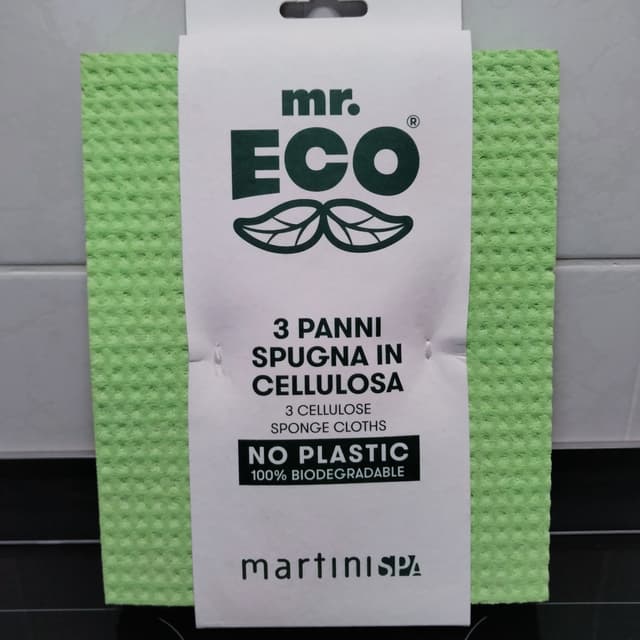 mr.
ECO®
3 PANNI
SPUGNA IN
CELLULOSA
3 CELLULOSE
SPONGE CLOTHS
NO PLASTIC
100% BIODEGRADABLE
martiniSPA